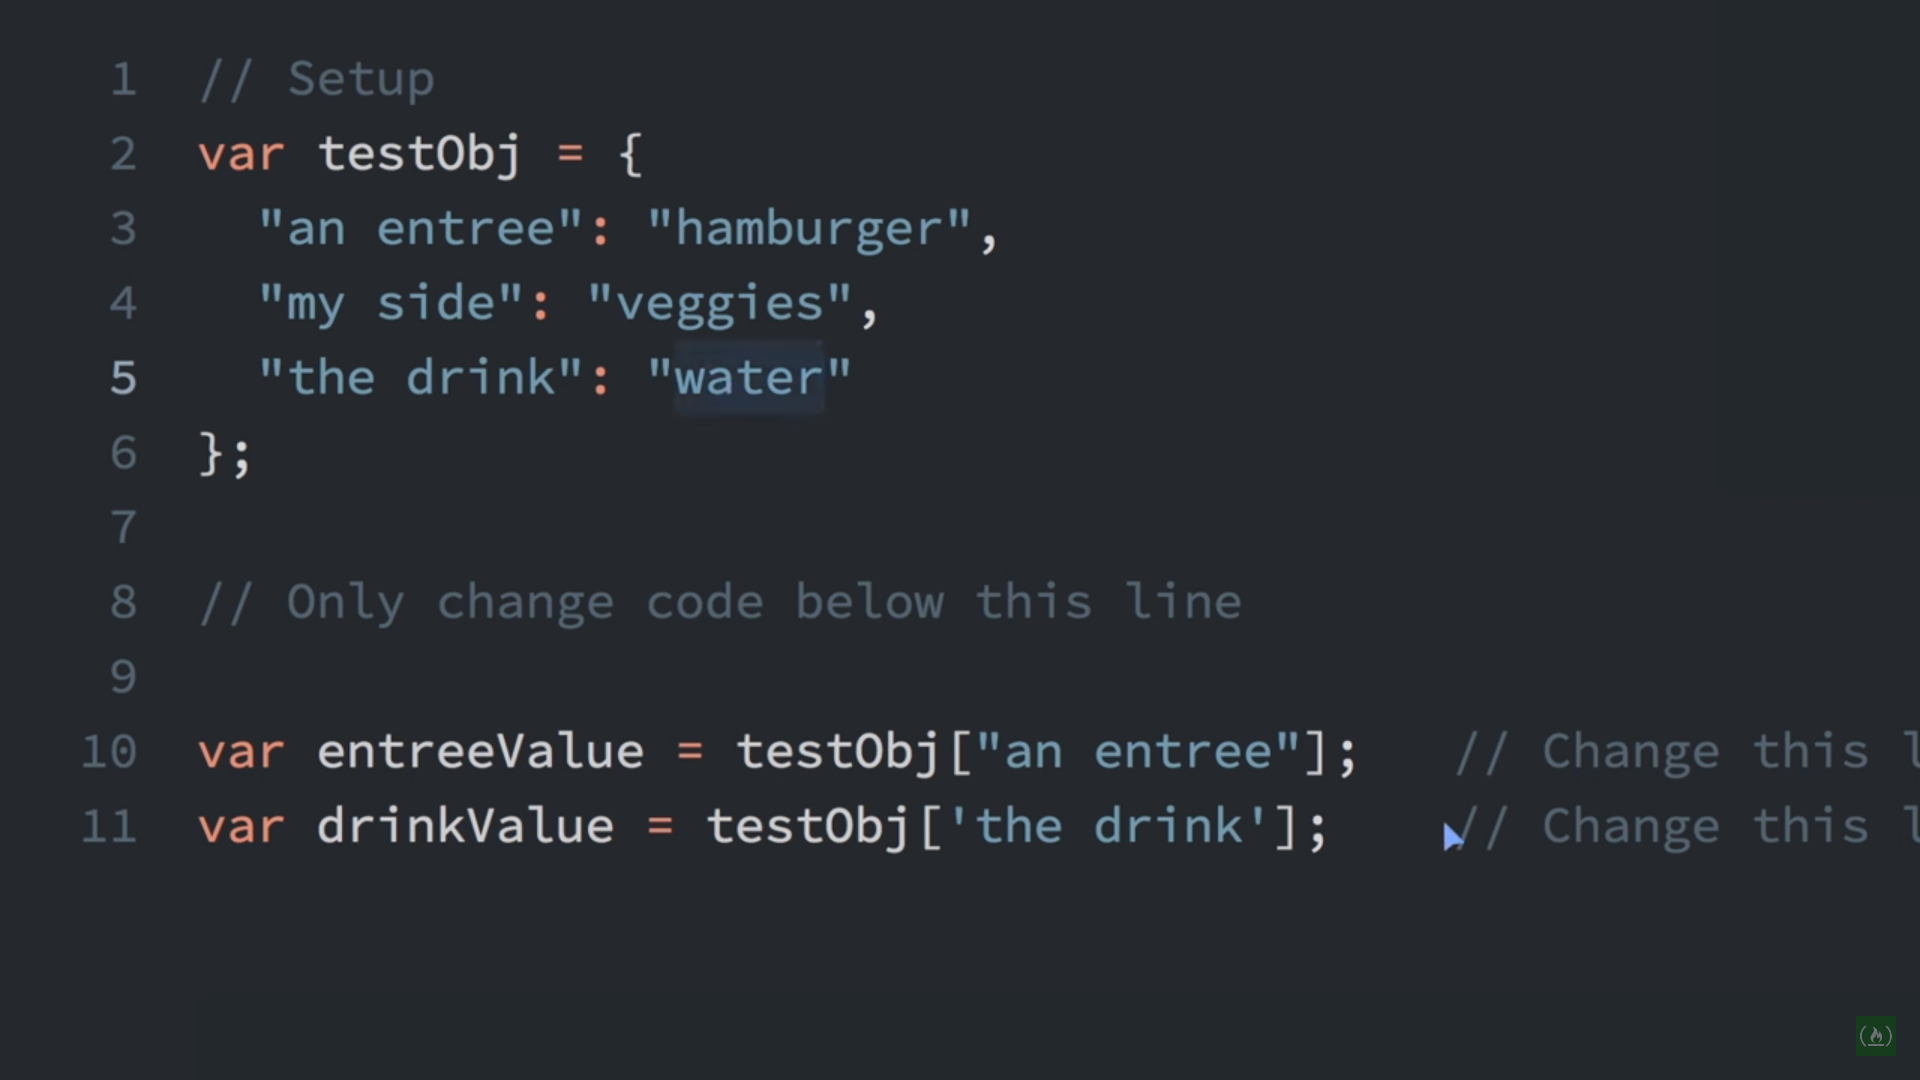 1 // Setup
2 var testObj = {
3   "an entree": "hamburger",
4   "my side": "veggies",
5   "the drink": "water"
6 };
7
8 // Only change code below this line
9
10 var entreeValue = testObj["an entree"];   // Change this l
11 var drinkValue = testObj['the drink'];    // Change this l